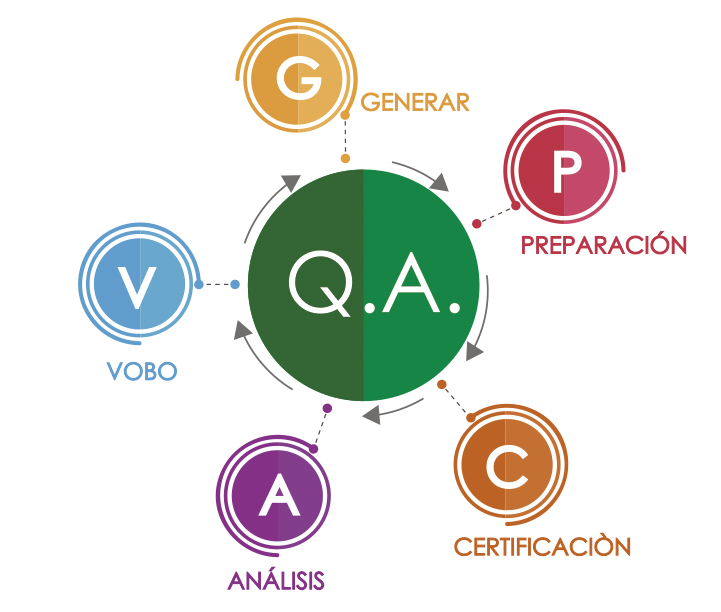 G
GENERAR
P
PREPARACIÓN
Q.A.
V
VOBO
C
CERTIFICACIÒN
A
ANÁLISIS